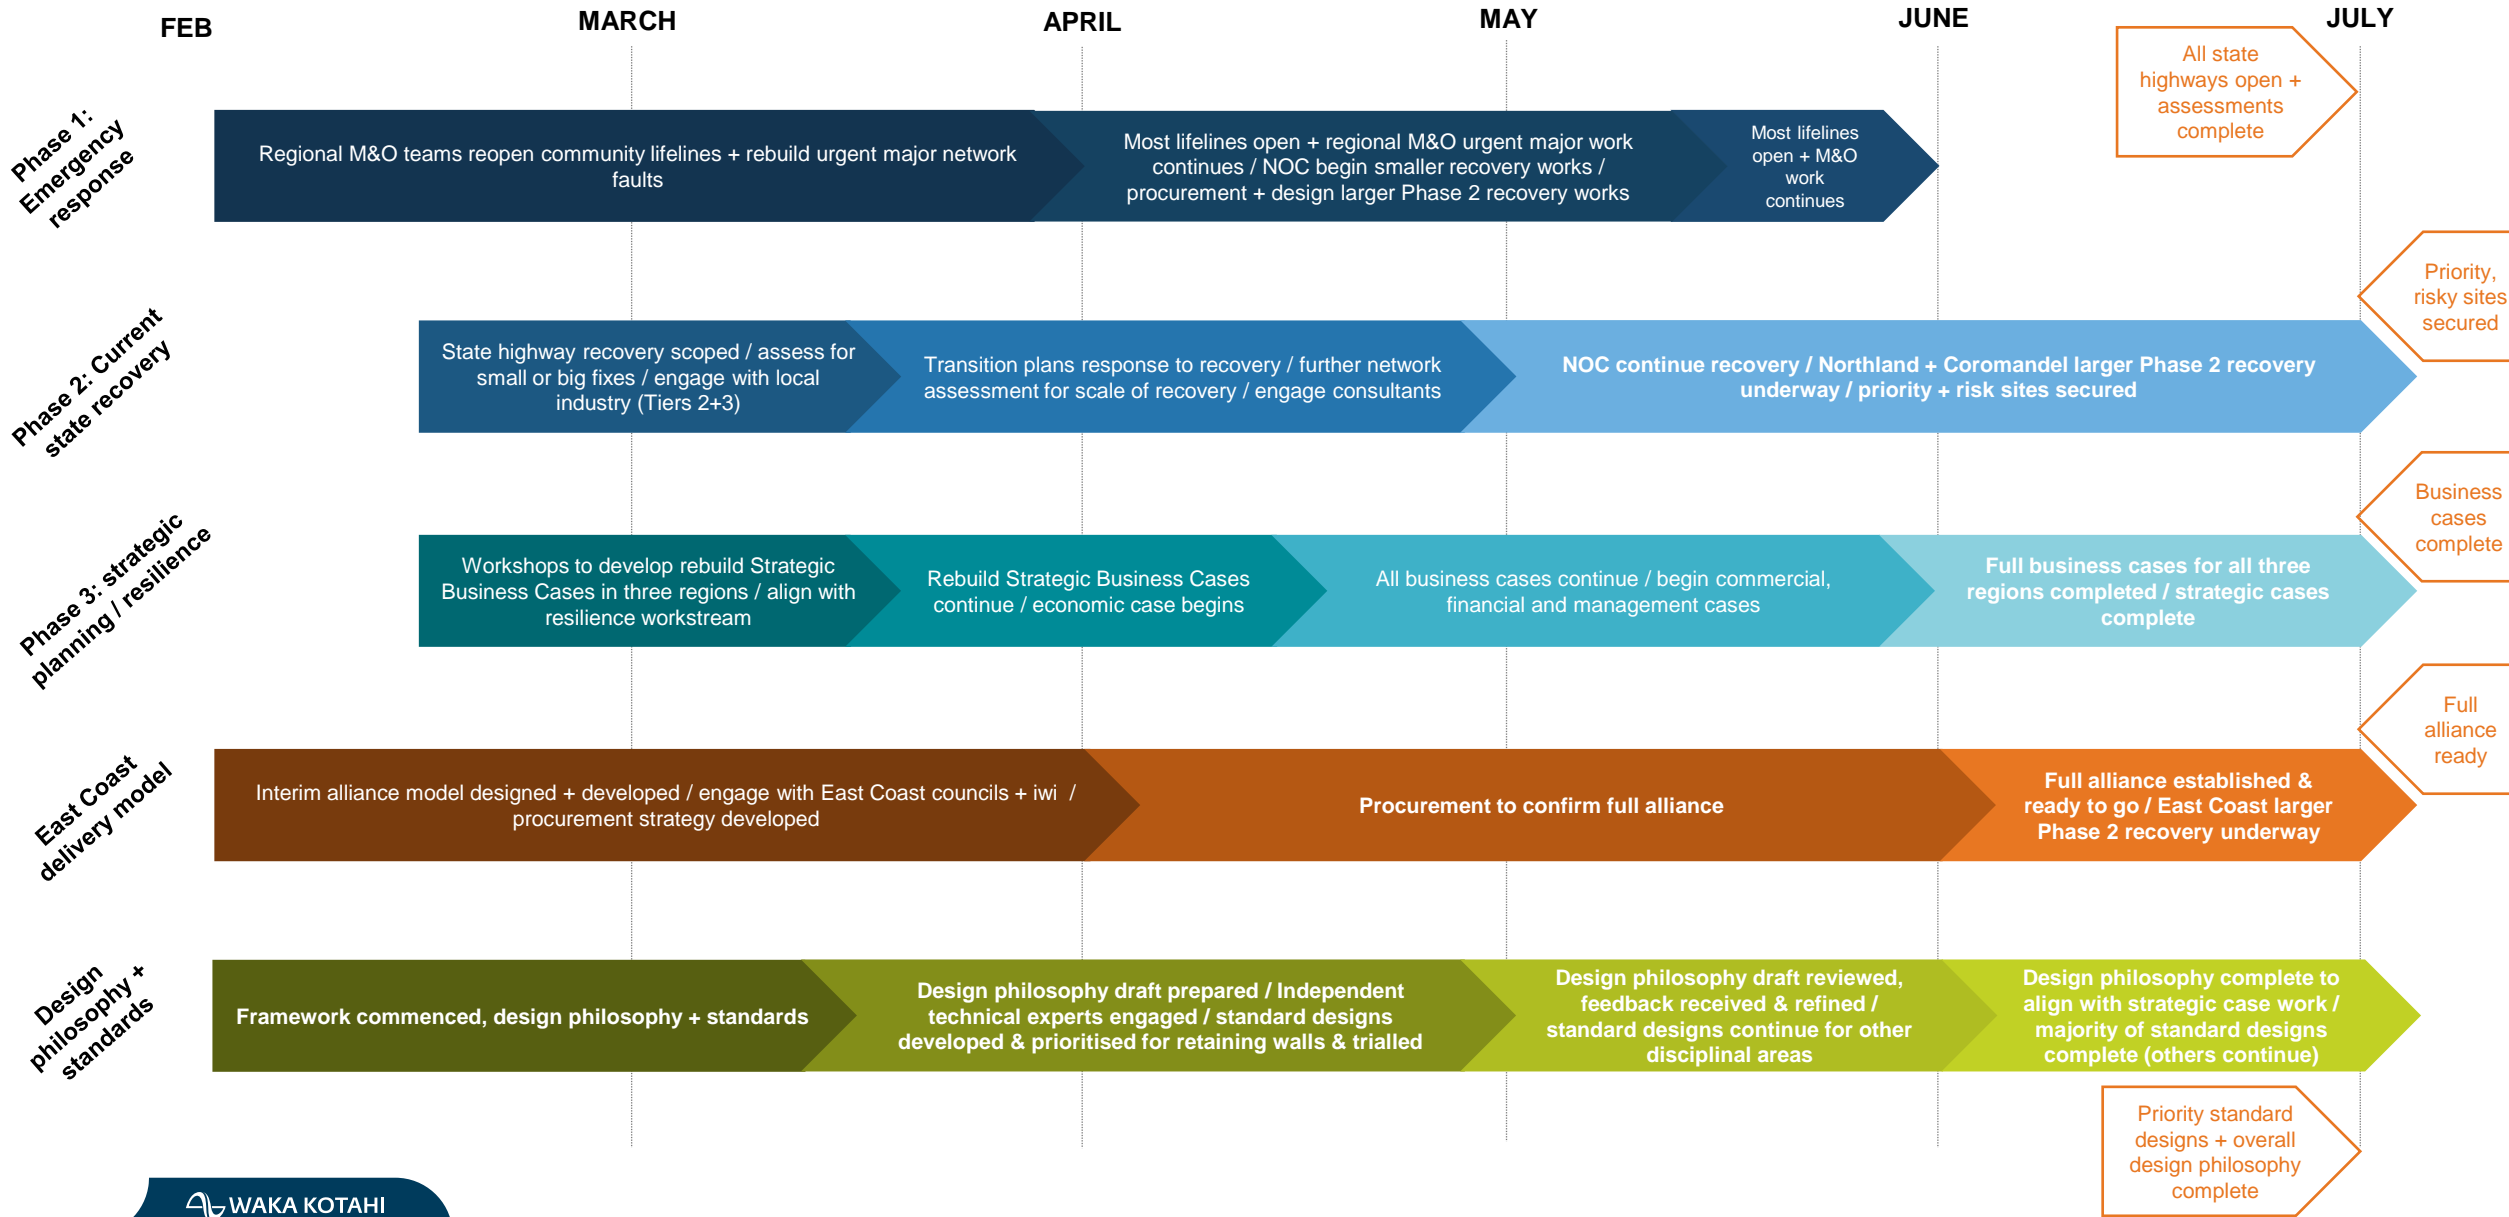 FEB
MARCH
APRIL
MAY
JUNE
JULY
All state
highways open +
assessments
complete
Phase 1:
Emergency
response
Regional M&O teams reopen community lifelines + rebuild urgent major network
faults
Most lifelines open + regional M&O urgent major work
continues / NOC begin smaller recovery works /
procurement + design larger Phase 2 recovery works
Most lifelines
open + M&O
work
continues
Priority,
risky sites
secured
Phase 2: Current
state recovery
State highway recovery scoped / assess for
small or big fixes / engage with local
industry (Tiers 2+3)
Transition plans response to recovery / further network
assessment for scale of recovery / engage consultants
NOC continue recovery / Northland + Coromandel larger Phase 2 recovery
underway / priority + risk sites secured
Business
cases
complete
Phase 3: strategic
planning / resilience
Workshops to develop rebuild Strategic
Business Cases in three regions / align with
resilience workstream
Rebuild Strategic Business Cases
continue / economic case begins
All business cases continue / begin commercial,
financial and management cases
Full business cases for all three
regions completed / strategic cases
complete
Full
alliance
ready
East Coast
delivery model
Interim alliance model designed + developed / engage with East Coast councils + iwi /
procurement strategy developed
Procurement to confirm full alliance
Full alliance established &
ready to go / East Coast larger
Phase 2 recovery underway
Design
philosophy +
standards
Framework commenced, design philosophy + standards
Design philosophy draft prepared / Independent
technical experts engaged / standard designs
developed & prioritised for retaining walls & trialled
Design philosophy draft reviewed,
feedback received & refined /
standard designs continue for other
disciplinal areas
Design philosophy complete to
align with strategic case work /
majority of standard designs
complete (others continue)
Priority standard
designs + overall
design philosophy
complete
WAKA KOTAHI